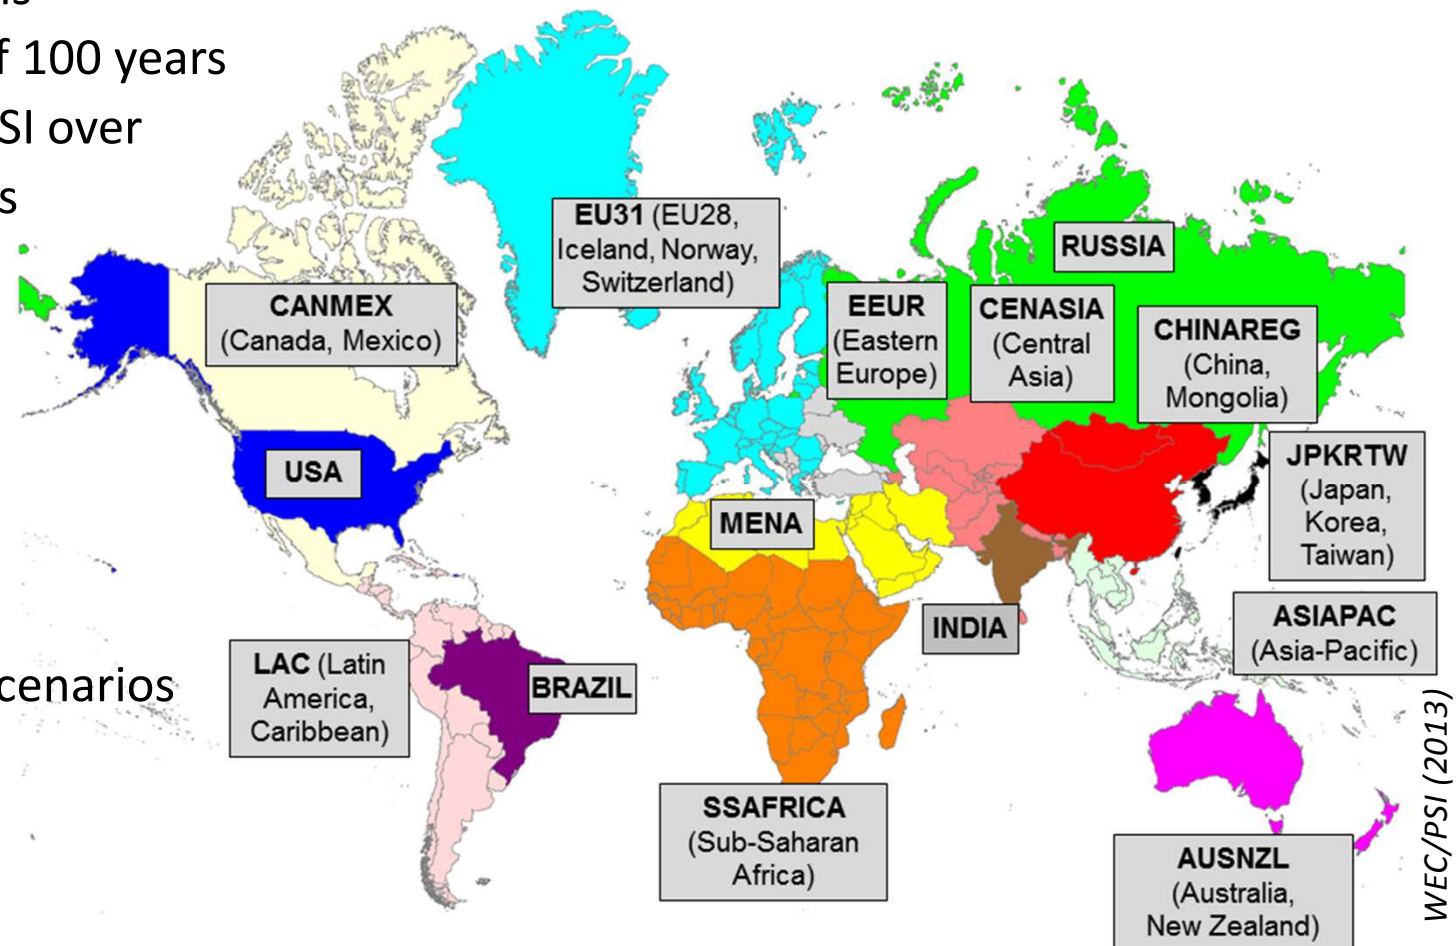 f 100 years
SI over
s
cenarios
EU31 (EU28,
Iceland, Norway,
Switzerland)
RUSSIA
CANMEX
(Canada, Mexico)
EEUR
(Eastern
Europe)
CENASIA
(Central
Asia)
CHINAREG
(China,
Mongolia)
USA
MENA
JPKRTW
(Japan,
Korea,
Taiwan)
INDIA
ASIAPAC
(Asia-Pacific)
LAC (Latin
America,
Caribbean)
BRAZIL
SSAFRICA
(Sub-Saharan
Africa)
AUSNZL
(Australia,
New Zealand)
WEC/PSI (2013)